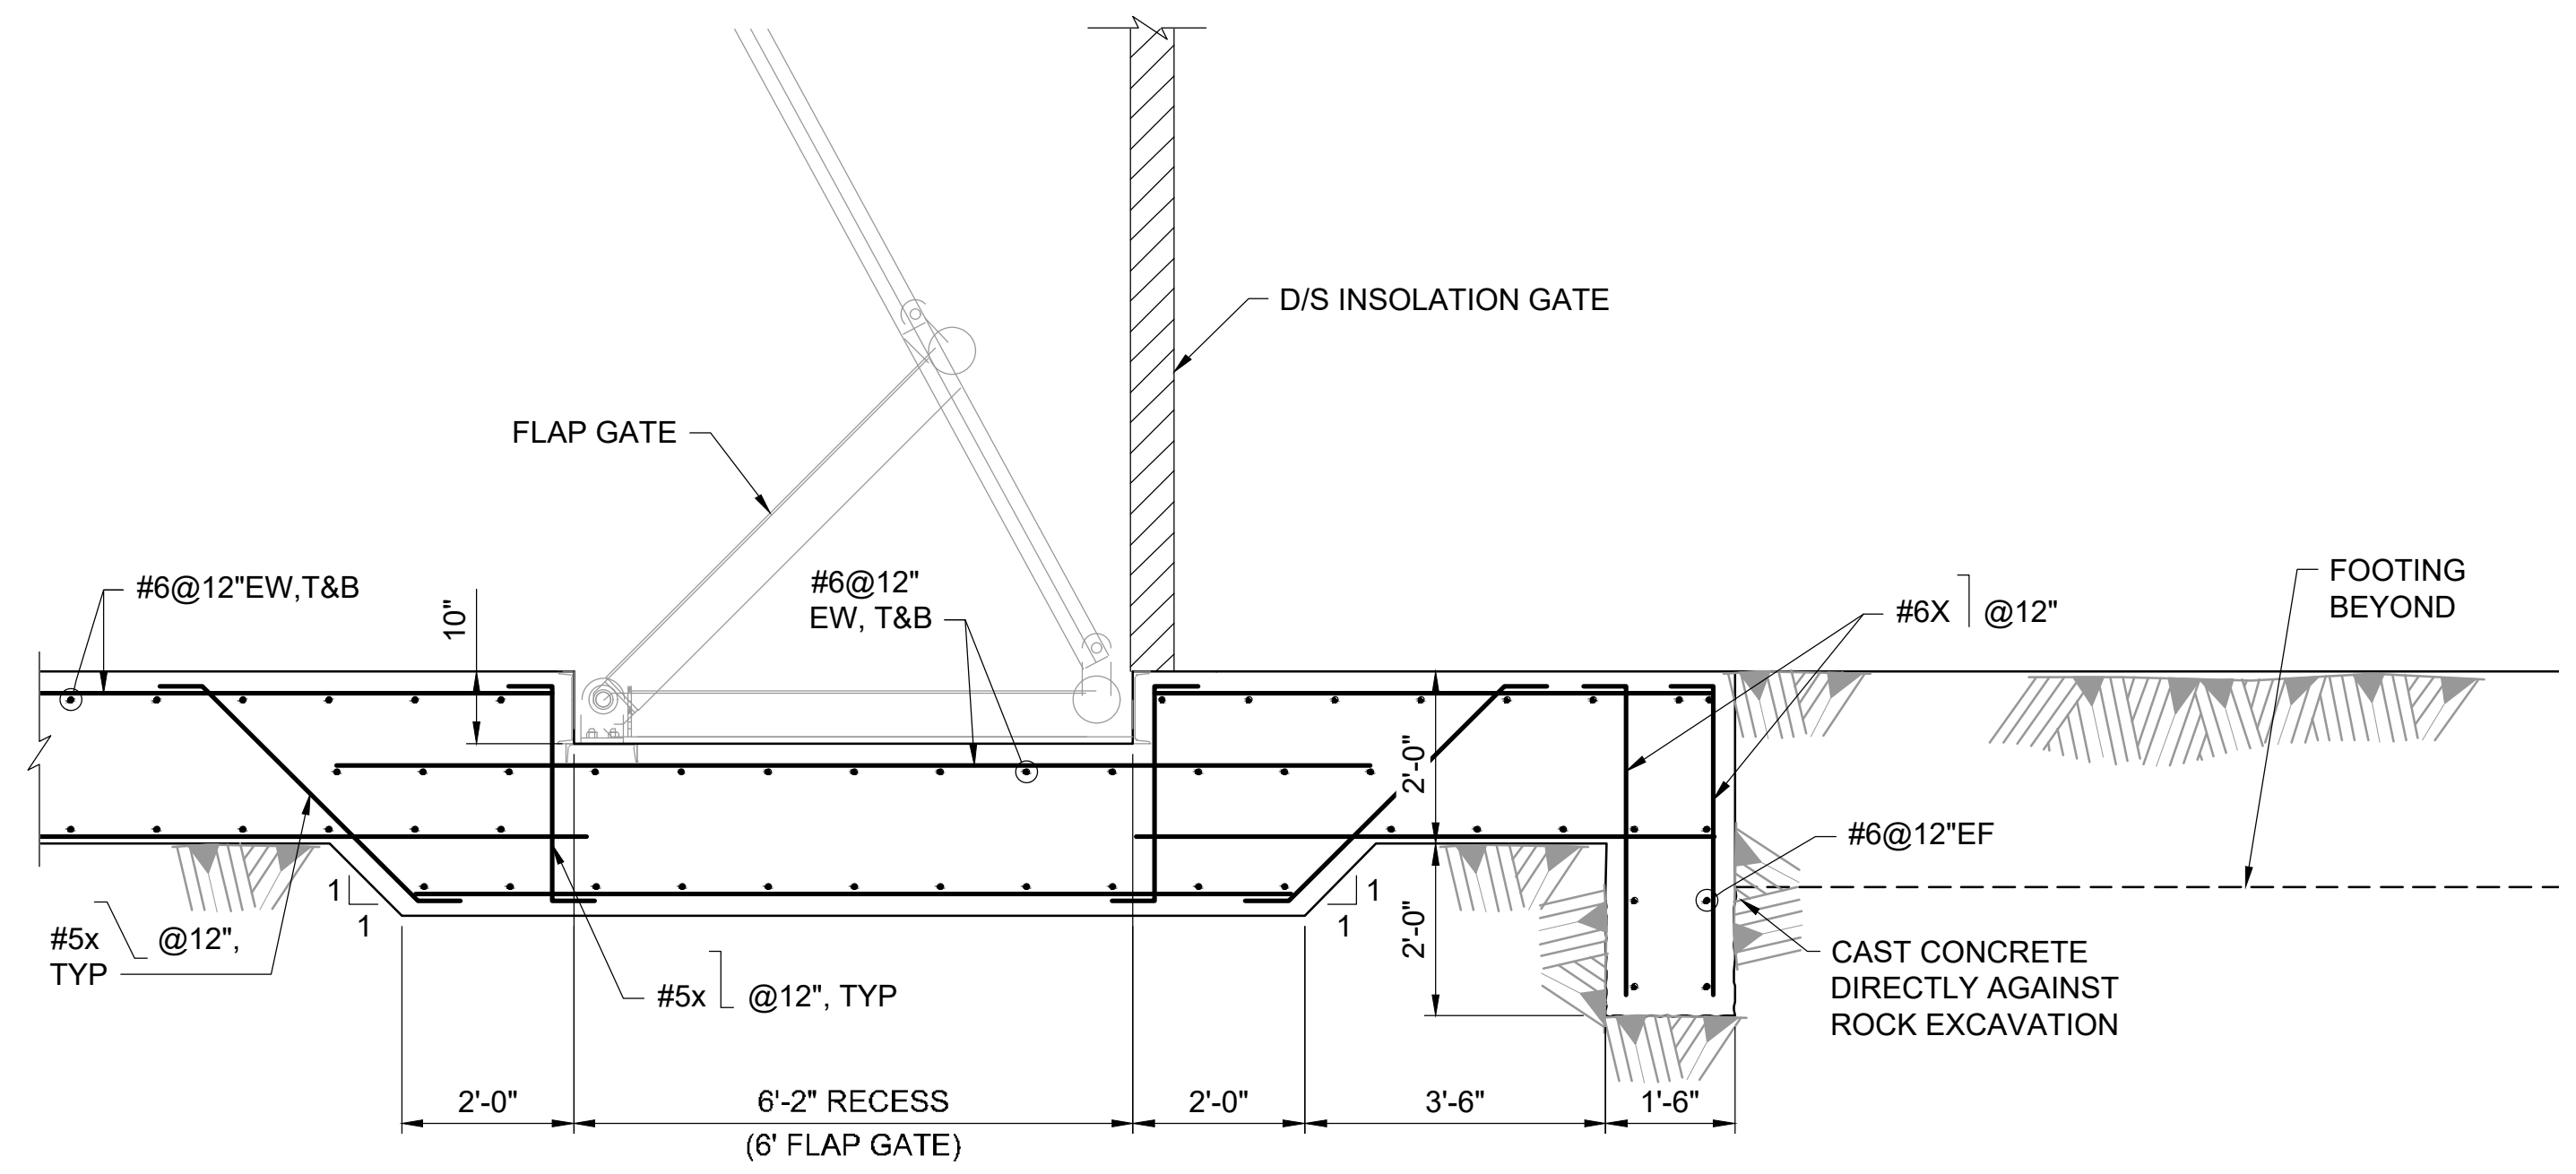 D/S INSOLATION GATE
FLAP GATE
#6@12"EW,T&B
10"
#6@12"
EW, T&B
#6X @12"
FOOTING
BEYOND
2'-0"
#6@12"EF
1
1
1
1
2'-0"
#5x @12",
TYP
#5x @12", TYP
CAST CONCRETE
DIRECTLY AGAINST
ROCK EXCAVATION
2'-0"
6'-2" RECESS
(6' FLAP GATE)
2'-0"
3'-6"
1'-6"